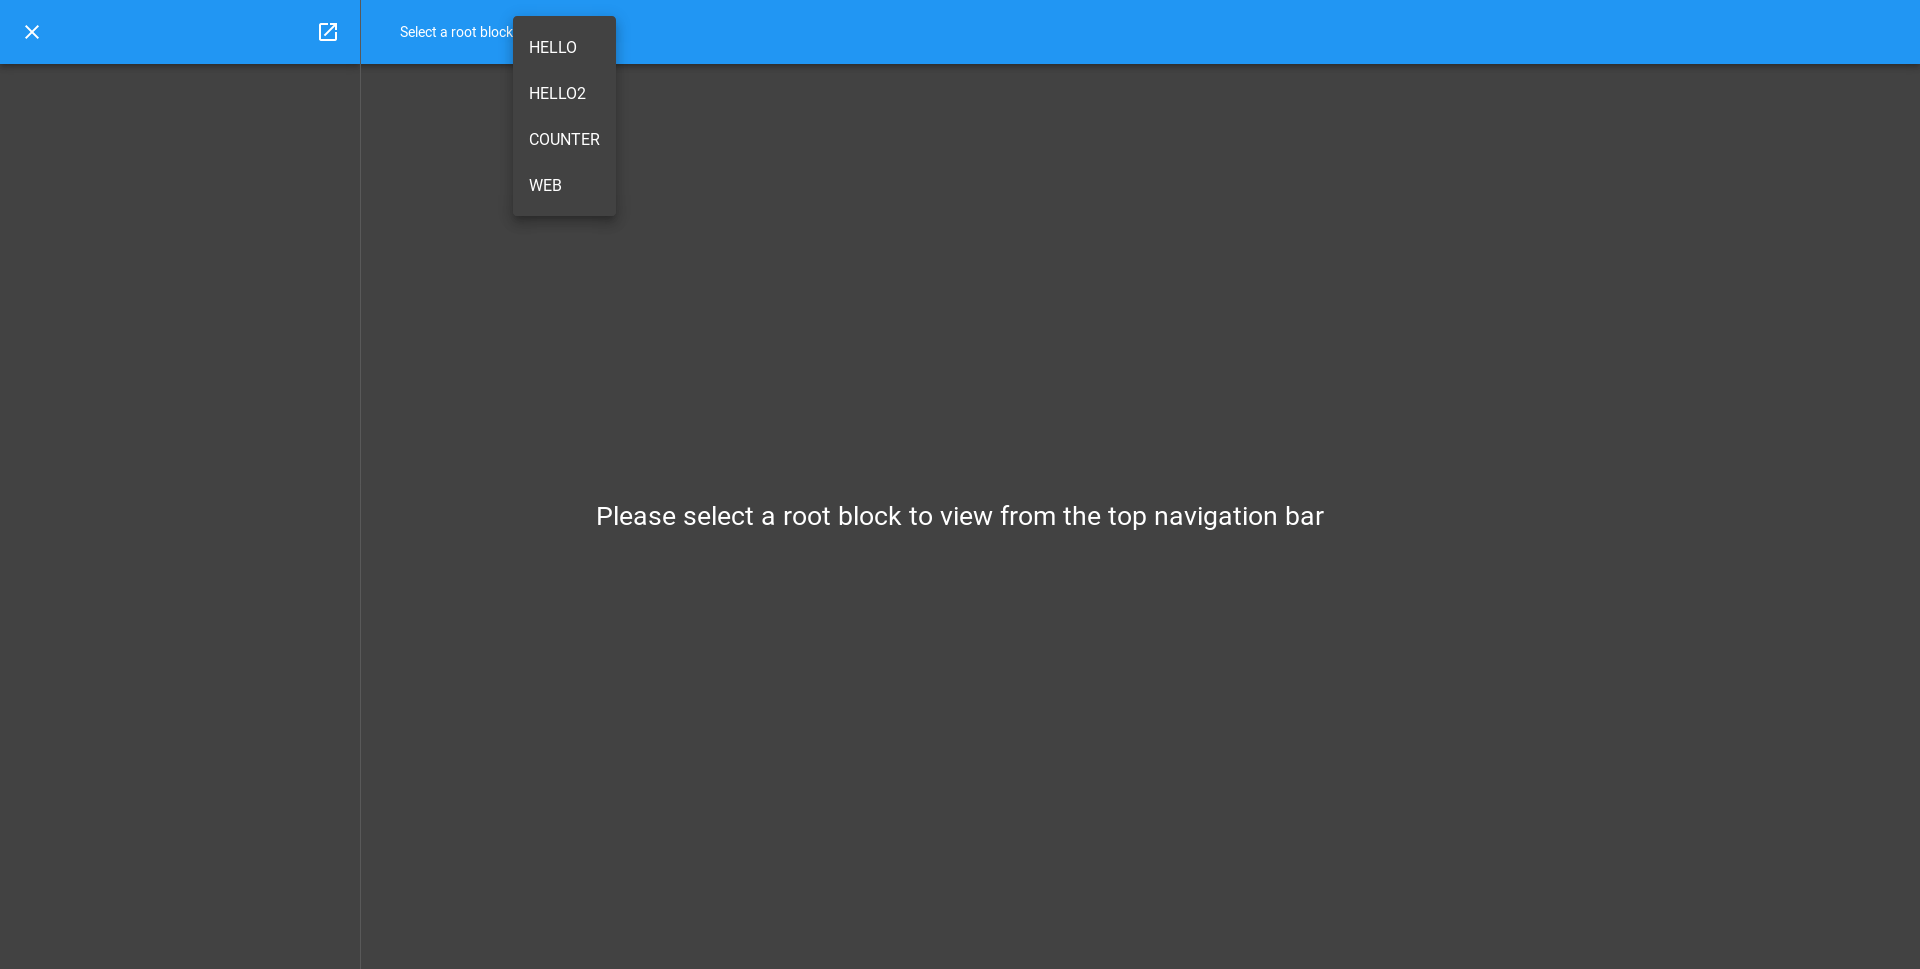 Select a root block
HELLO
HELLO2
COUNTER
WEB
Please select a root block to view from the top navigation bar